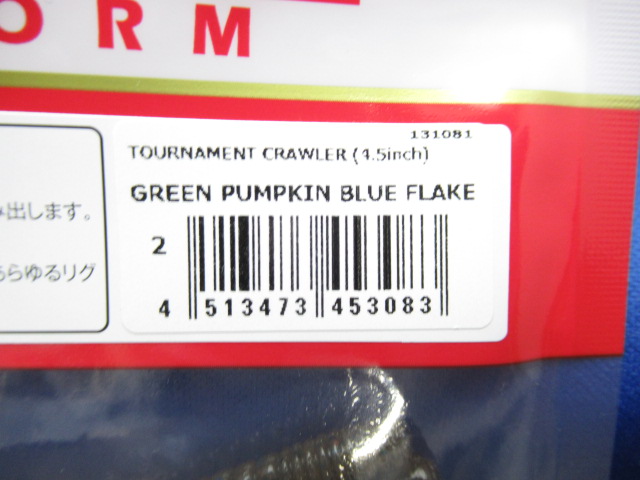 ORM
131081
TOURNAMENT CRAWLER (4.5inch)
GREEN PUMPKIN BLUE FLAKE
出します。
あらゆるリグ
2
4 513473 453083